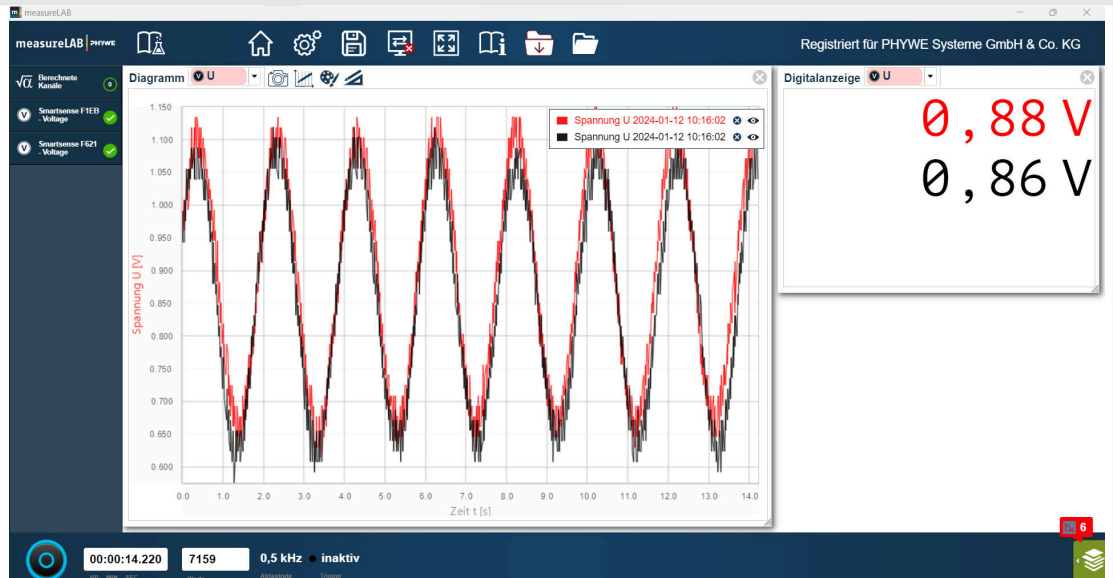 measureLAB
measureLAB PHYWE
Registriert für PHYWE Systeme GmbH & Co. KG
√α Berechnete
Kanäle
0
V Smartsense F1EB
- Voltage
V Smartsense F621
- Voltage
Diagramm V U
Spannung U 2024-01-12 10:16:02
Spannung U 2024-01-12 10:16:02
1.150
1.100
1.050
1.000
0.950
0.900
0.850
0.800
0.750
0.700
0.650
0.600
Spannung U [V]
0.0 1.0 2.0 3.0 4.0 5.0 6.0 7.0 8.0 9.0 10.0 11.0 12.0 13.0 14.0
Zeit t [s]
Digitalanzeige V U
0,88 V
0,86 V
6
00:00:14.220 7159 0,5 kHz inaktiv